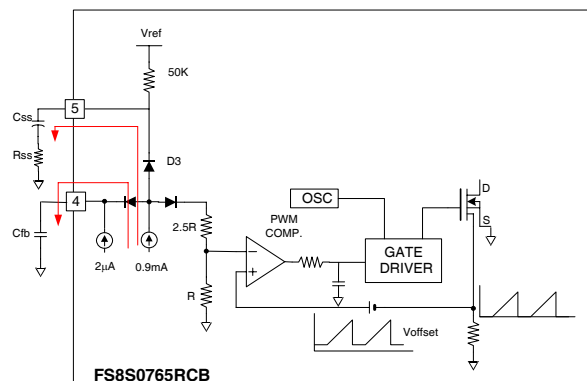 Vref
50K
5
Css
Rss
D3
4
Cfb
2μA
0.9mA
2.5R
R
OSC
PWM
COMP.
GATE
DRIVER
D
S
Voffset
FS8S0765RCB